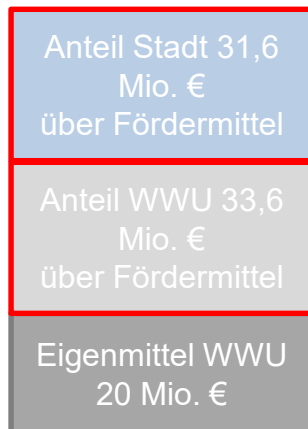 Anteil Stadt 31,6
Mio. €
über Fördermittel
Anteil WWU 33,6
Mio. €
über Fördermittel
Eigenmittel WWU
20 Mio. €